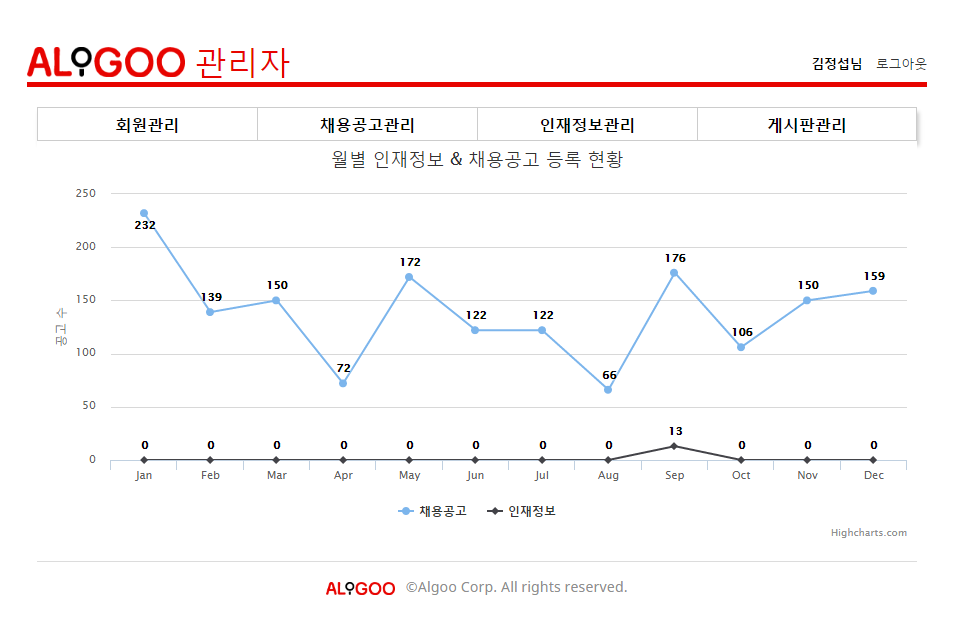 ALGOO 관리자
김정섭님 로그아웃
회원관리 채용공고관리 인재정보관리 게시판관리
월별 인재정보 & 채용공고 등록 현황
공고 수
250
200
150
100
50
0
232 139 150 72 172 122 122 66 176 106 150 159
0 0 0 0 0 0 0 0 13 0 0 0
Jan Feb Mar Apr May Jun Jul Aug Sep Oct Nov Dec
채용공고 인재정보
Highcharts.com
ALGOO ©Algoo Corp. All rights reserved.